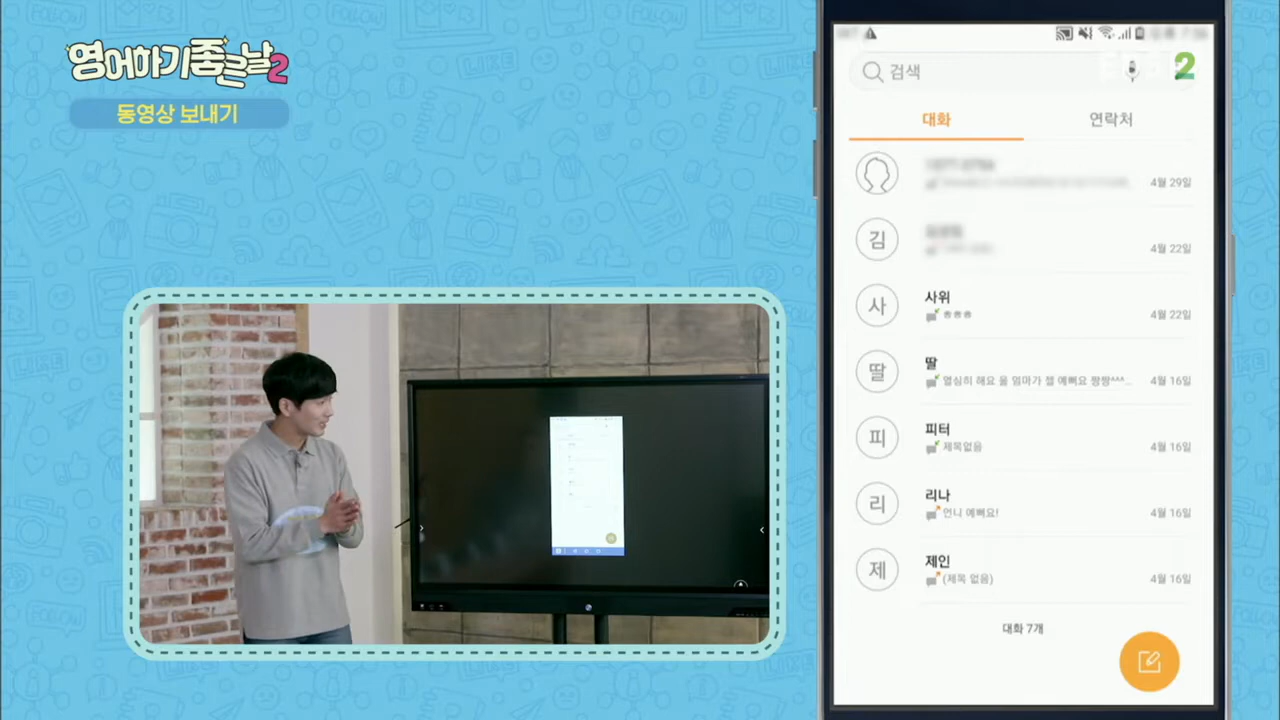 영어하기좋은날2
동영상 보내기
2
검색
대화
연락처
4월 29일
김
4월 22일
사
사위
ㅎㅎㅎ
4월 22일
딸
딸
열심히 해요 울 엄마가 젤 예뻐요 짱짱^^^...
4월 16일
피
피터
제목없음
4월 16일
리
리나
언니 예뻐요!
4월 16일
제
제인
(제목 없음)
4월 16일
대화 7개
LIKE
FOLLOW